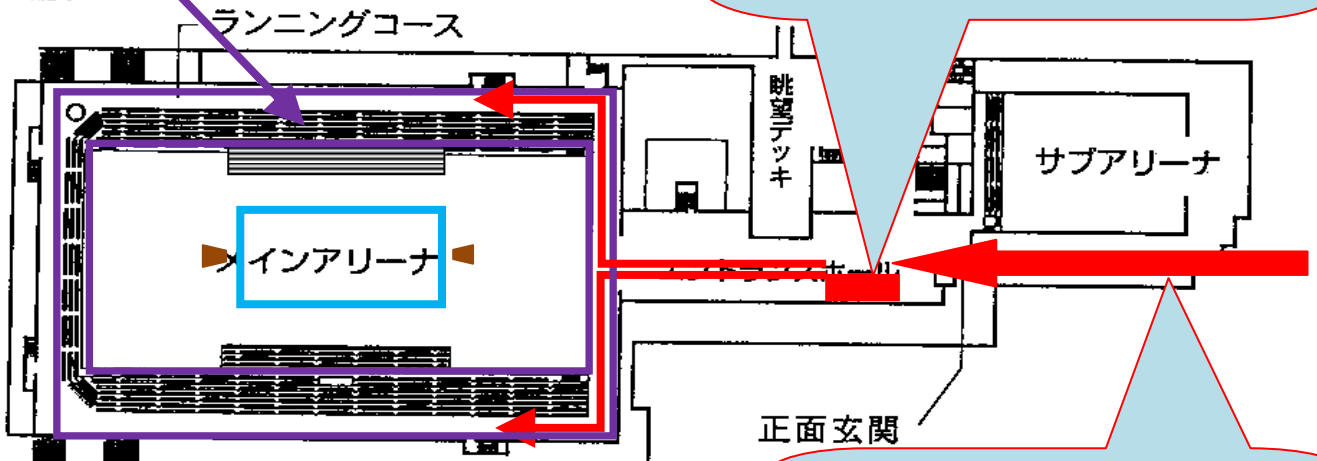 ランニングコース
眺望デッキ
サブアリーナ
メインアリーナ
正面玄関